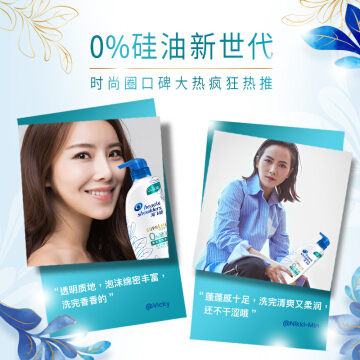 0%硅油新世代
时尚圈口碑大热疯狂热推
head &
shoulders
海飞丝
0%
“透明质地，泡沫绵密丰富，
洗完香香的”
@Vicky
“蓬蓬感十足，洗完清爽又柔润，
还不干涩哦”
@Nikki-Min